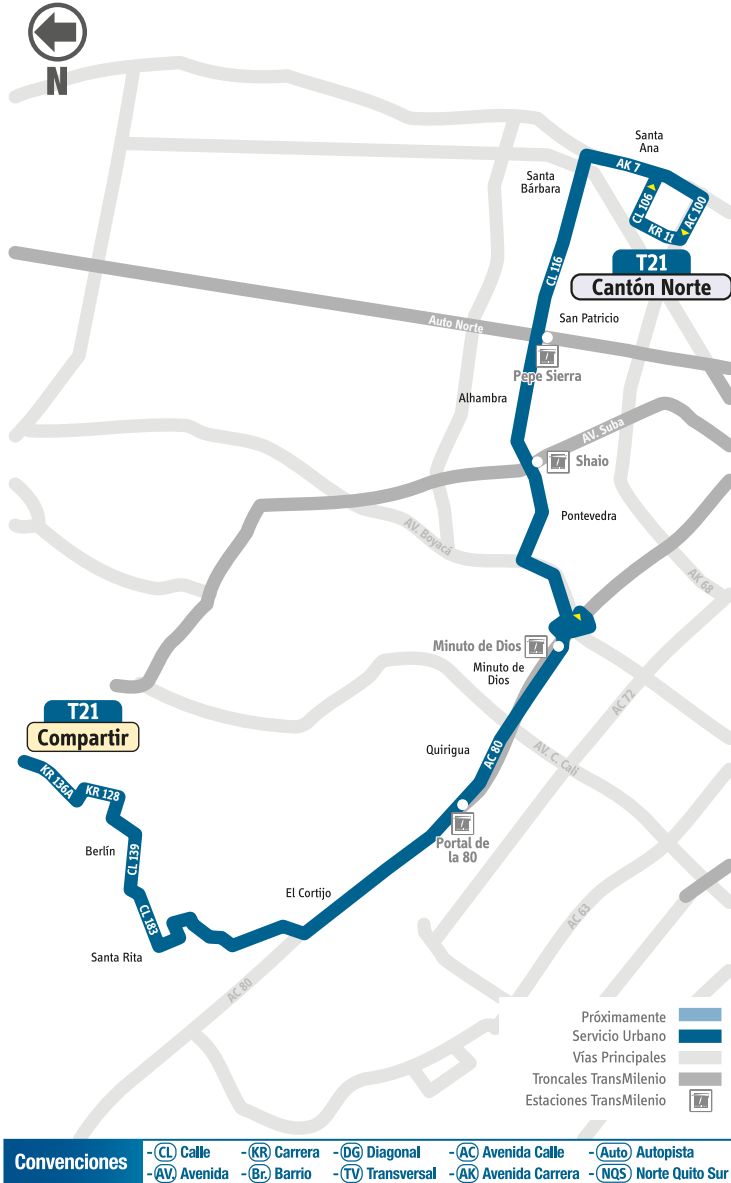 N
Santa
Ana
AK 7
Santa
Bárbara
CL 106
AC 100
KR 11
T21
Cantón Norte
CL 116
San Patricio
Auto Norte
Pepe Sierra
Alhambra
AV. Suba
Shaio
Pontevedra
AV. Boyacá
AK 68
Minuto de Dios
Minuto de
Dios
AC 72
T21
Compartir
Quirigua
AC 80
AV. C. Cali
KR 136A
KR 128
Portal de
la 80
Berlín
CL 139
El Cortijo
CL 183
AC 63
Santa Rita
AC 80
Próximamente
Servicio Urbano
Vías Principales
Troncales TransMilenio
Estaciones TransMilenio
Convenciones
- CL Calle - KR Carrera - DG Diagonal - AC Avenida Calle - Auto Autopista
- AV. Avenida - Br. Barrio - TV Transversal - AK Avenida Carrera - NQS Norte Quito Sur